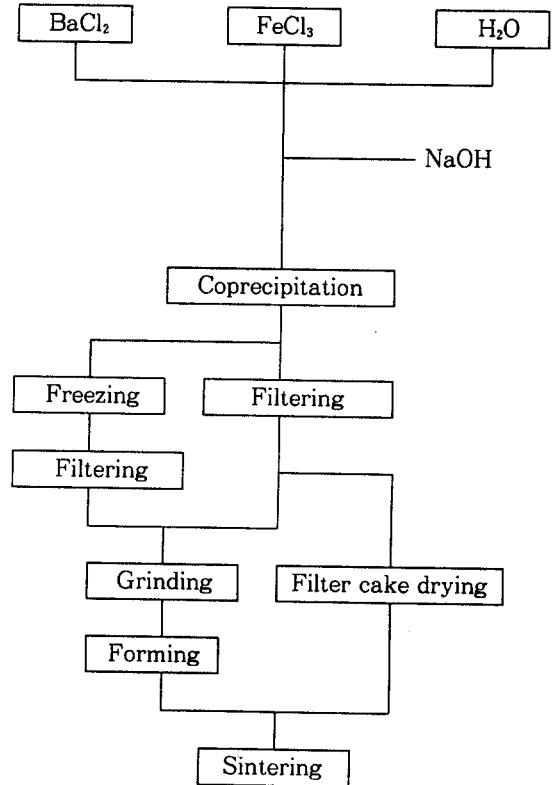 BaCl₂
FeCl₃
H₂O
NaOH
Coprecipitation
Freezing
Filtering
Filtering
Grinding
Filter cake drying
Forming
Sintering